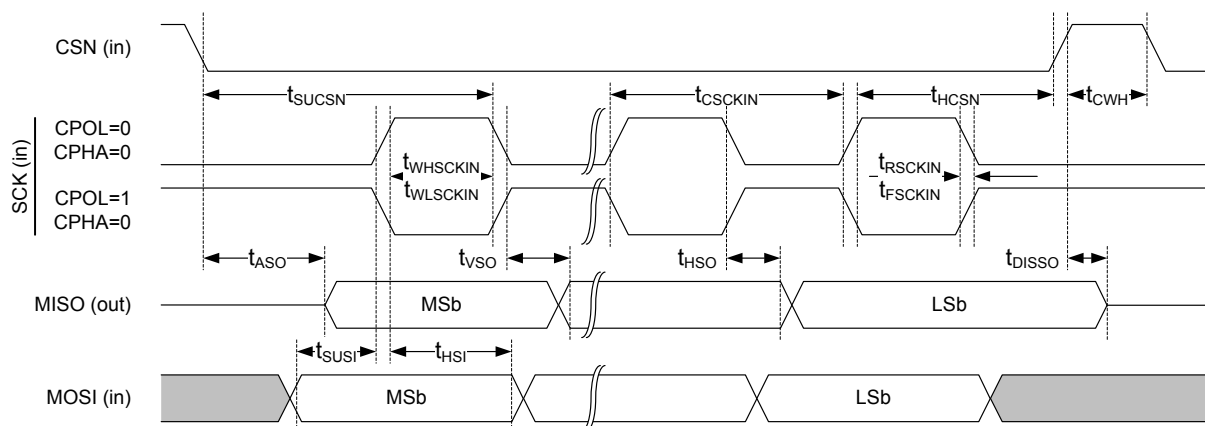 CSN (in)
tSUCSN
tCSCKIN
tHCSN
tCWH
SCK (in)
CPOL=0
CPHA=0
tWHSCKIN
tWLSCKIN
tRSCKIN
tFSCKIN
CPOL=1
CPHA=0
tASO
tVSO
tHSO
tDISSO
MISO (out)
MSb
LSb
tSUSI
tHSI
MOSI (in)
MSb
LSb